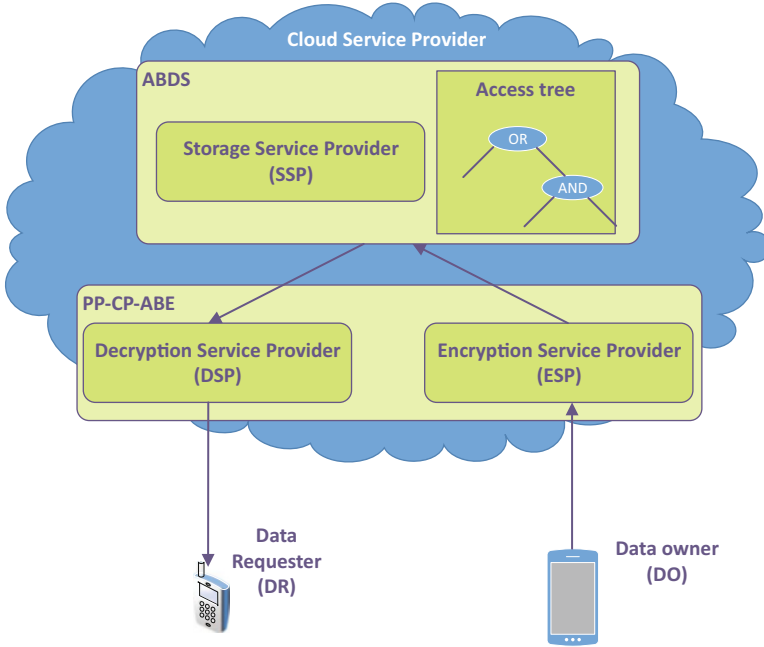 Cloud Service Provider
ABDS
Storage Service Provider
(SSP)
Access tree
OR
AND
PP-CP-ABE
Decryption Service Provider
(DSP)
Encryption Service Provider
(ESP)
Data
Requester
(DR)
Data owner
(DO)